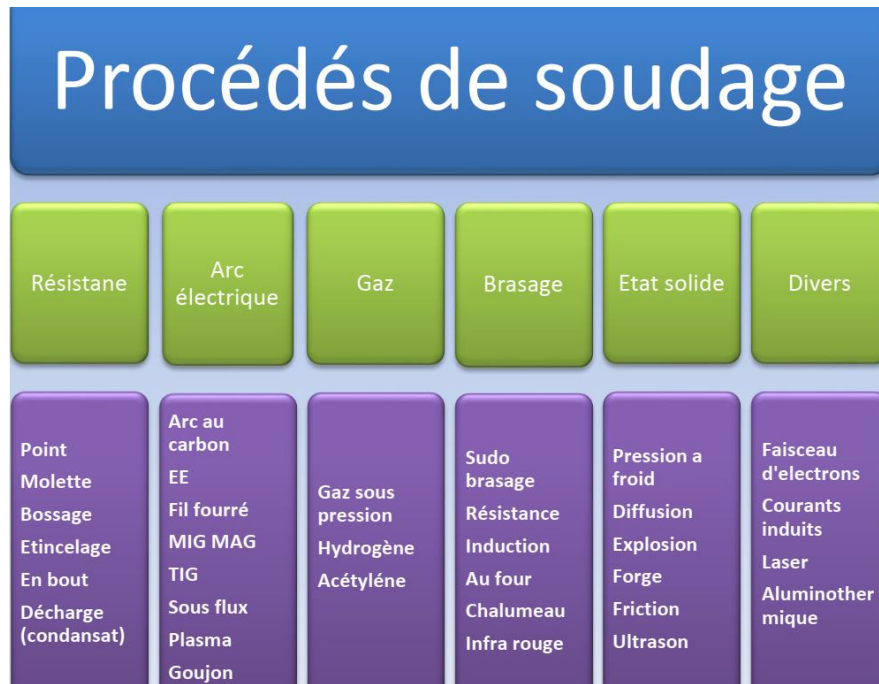 Procédés de soudage
Résistane
Arc
électrique
Gaz
Brasage
Etat solide
Divers
Point
Molette
Bossage
Etincelage
En bout
Décharge
(condansat)
Arc au
carbon
EE
Fil fourré
MIG MAG
TIG
Sous flux
Plasma
Goujon
Gaz sous
pression
Hydrogène
Acétyléne
Sudo
brasage
Résistance
Induction
Au four
Chalumeau
Infra rouge
Pression a
froid
Diffusion
Explosion
Forge
Friction
Ultrason
Faisceau
d'electrons
Courants
induits
Laser
Aluminother
mique